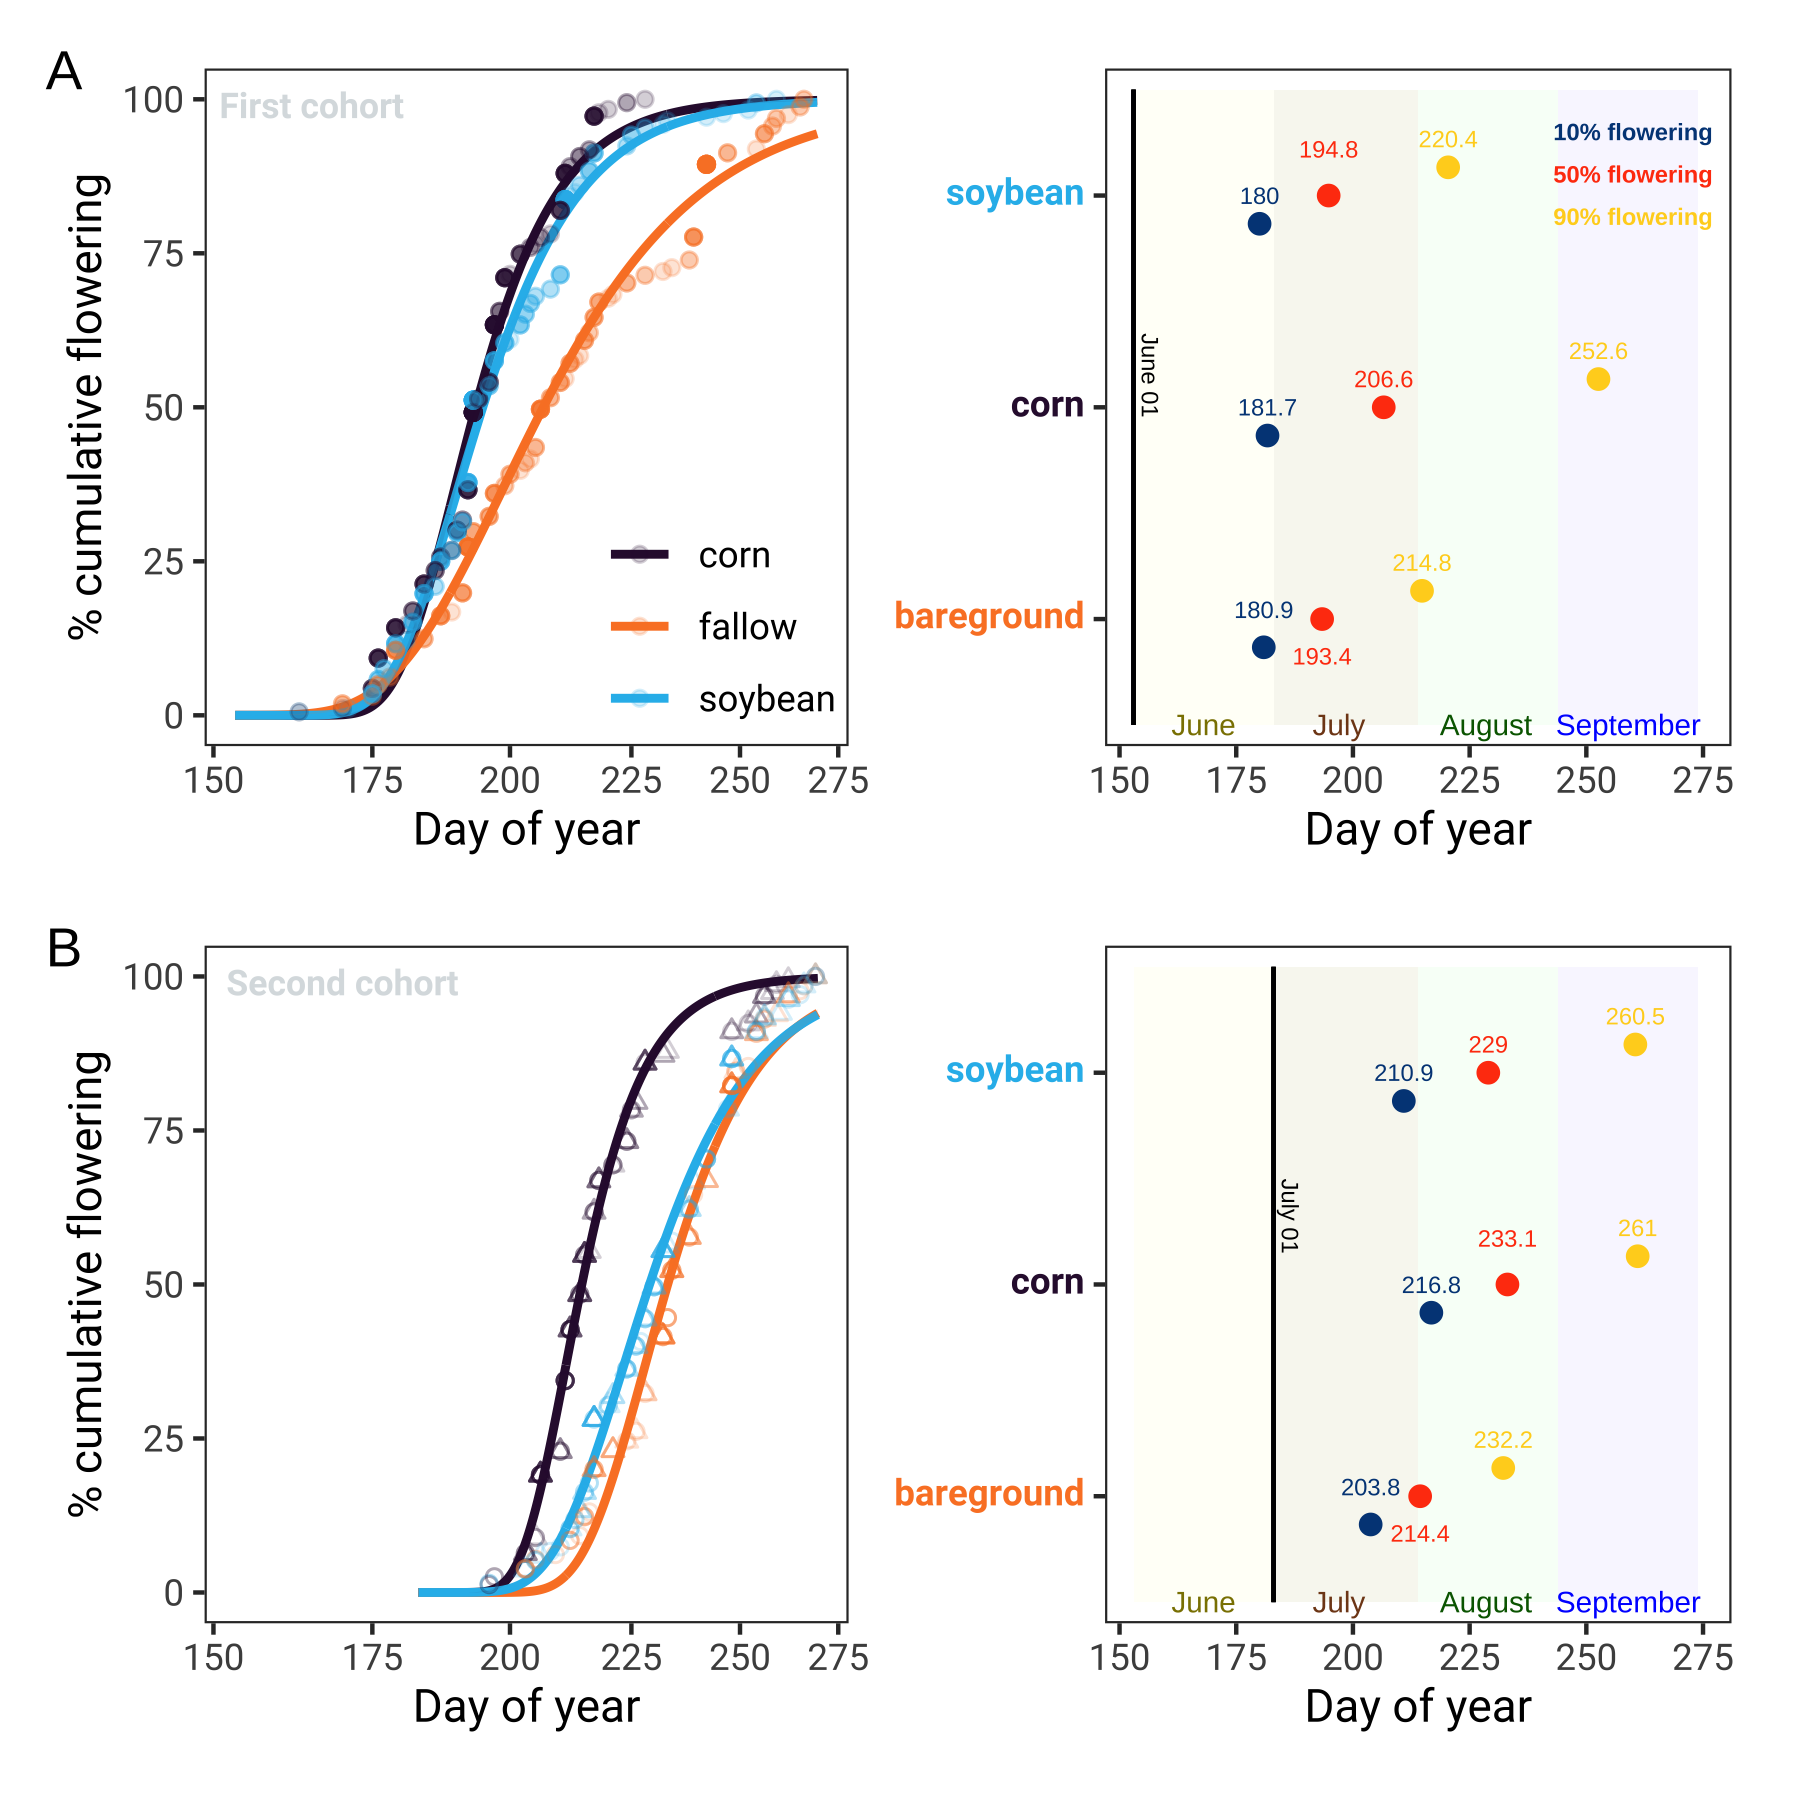 A
First cohort
% cumulative flowering
100
75
50
25
0
corn
fallow
soybean
150 175 200 225 250 275
Day of year
soybean
corn
bareground
10% flowering
50% flowering
90% flowering
180 194.8 220.4
181.7 206.6 252.6
180.9 193.4 214.8
June 01
June July August September
150 175 200 225 250 275
Day of year
B
Second cohort
% cumulative flowering
100
75
50
25
0
150 175 200 225 250 275
Day of year
soybean
corn
bareground
210.9 229 260.5
216.8 233.1 261
203.8 214.4 232.2
July 01
June July August September
150 175 200 225 250 275
Day of year